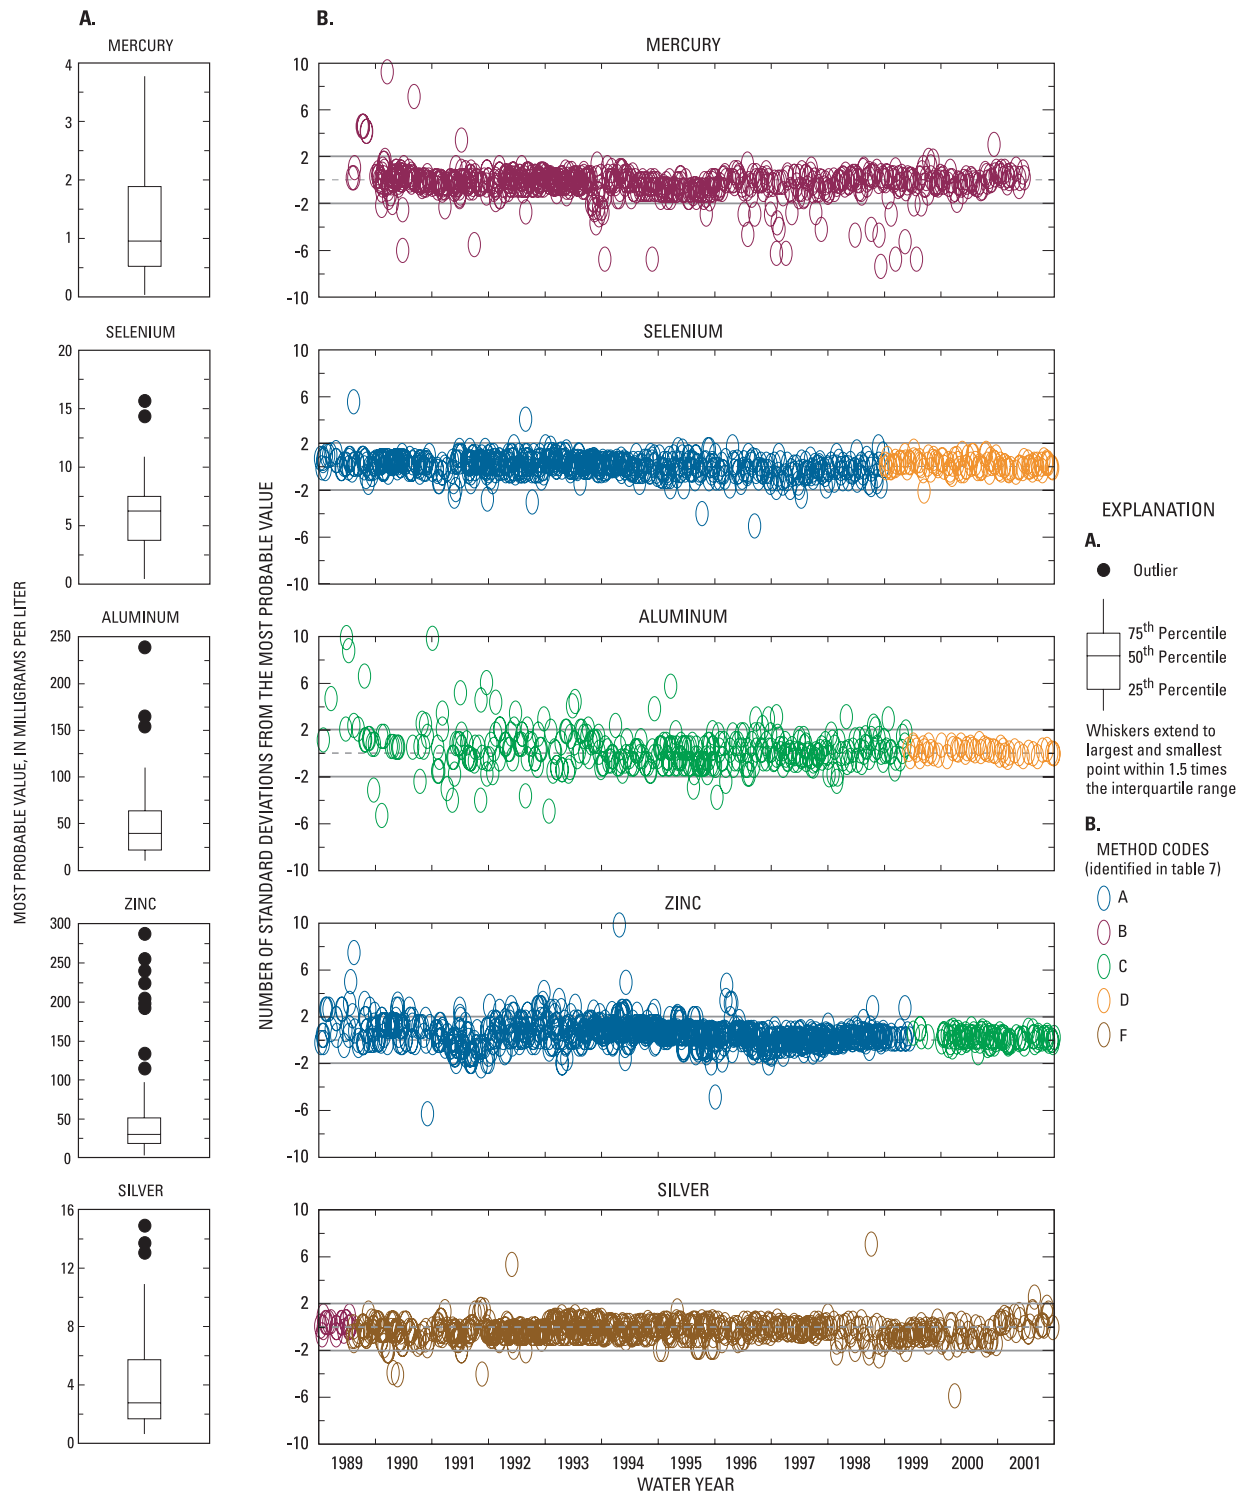 A.
B.
MERCURY
4
3
2
1
0
MERCURY
10
6
2
-2
-6
-10
SELENIUM
20
15
10
5
0
SELENIUM
10
6
2
-2
-6
-10
ALUMINUM
250
200
150
100
50
0
ALUMINUM
10
6
2
-2
-6
-10
ZINC
300
250
200
150
100
50
0
ZINC
10
6
2
-2
-6
-10
SILVER
16
12
8
4
0
SILVER
10
6
2
-2
-6
-10
MOST PROBABLE VALUE, IN MILLIGRAMS PER LITER
NUMBER OF STANDARD DEVIATIONS FROM THE MOST PROBABLE VALUE
1989 1990 1991 1992 1993 1994 1995 1996 1997 1998 1999 2000 2001
WATER YEAR
EXPLANATION
A.
Outlier
75th Percentile
50th Percentile
25th Percentile
Whiskers extend to
largest and smallest
point within 1.5 times
the interquartile range
B.
METHOD CODES
(identified in table 7)
A
B
C
D
F